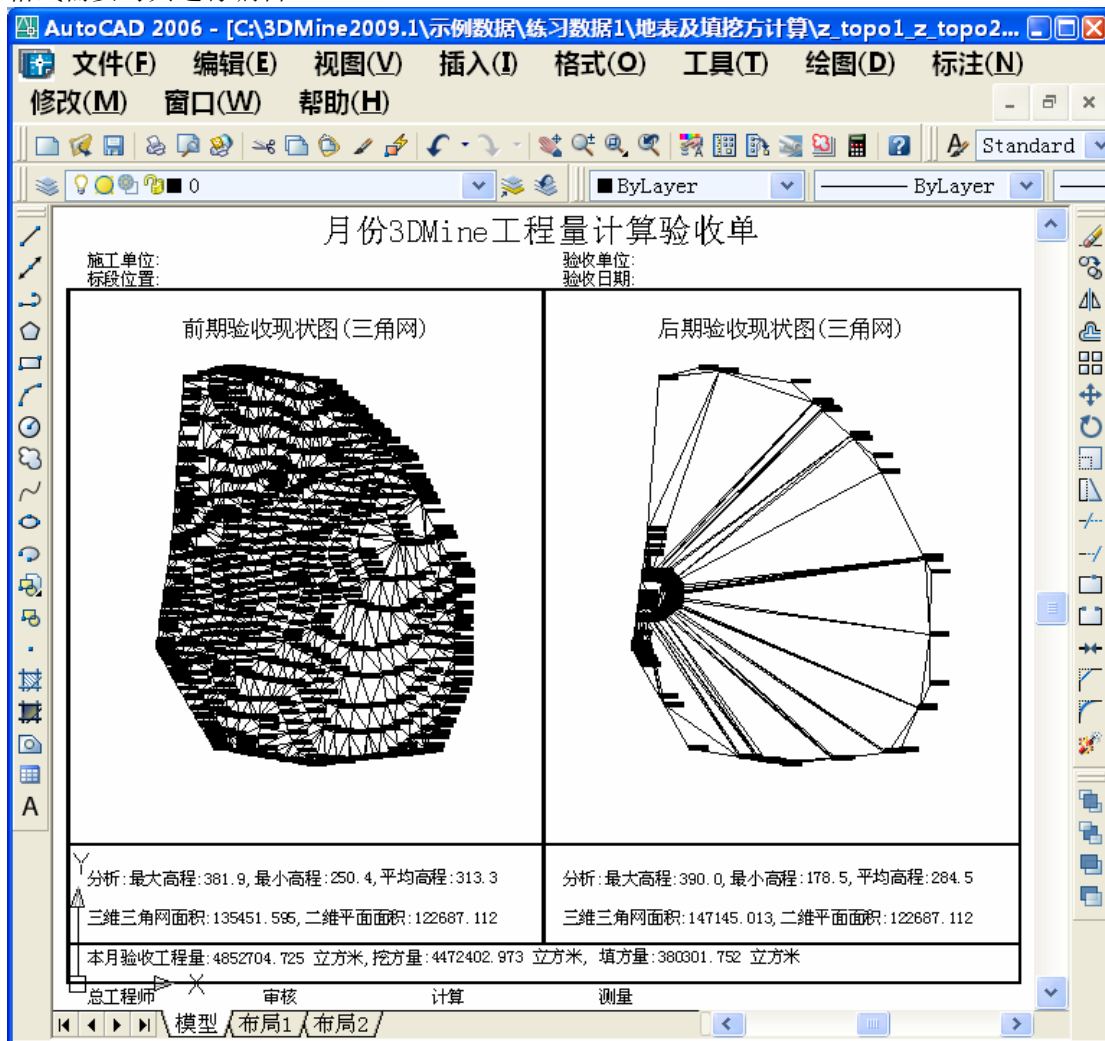 AutoCAD 2006 - [C:\3DMine2009.1\示例数据\练习数据1\地表及填挖方计算\z_topo1_z_topo2...
文件(F) 编辑(E) 视图(V) 插入(I) 格式(O) 工具(T) 绘图(D) 标注(N)
修改(M) 窗口(W) 帮助(H)
Standard
0 ByLayer ByLayer
月份3DMine工程量计算验收单
施工单位: 验收单位:
标段位置: 验收日期:
前期验收现状图(三角网) 后期验收现状图(三角网)
Y
分析:最大高程:381.9,最小高程:250.4,平均高程:313.3 分析:最大高程:390.0,最小高程:178.5,平均高程:284.5
三维三角网面积:135451.595,二维平面面积:122687.112 三维三角网面积:147145.013,二维平面面积:122687.112
本月验收工程量:4852704.725 立方米,挖方量:4472402.973 立方米, 填方量:380301.752 立方米
X
总工程师 审核 计算 测量
模型 布局1 布局2
A